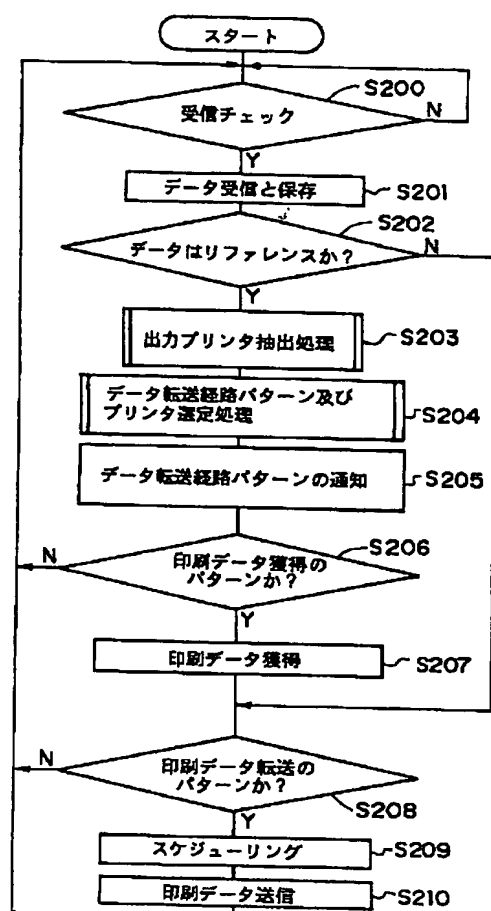 スタート
S200
受信チェック
N
Y
データ受信と保存
S201
S202
データはリファレンスか?
N
Y
出力プリンタ抽出処理
S203
データ転送経路パターン及び
プリンタ選定処理
S204
データ転送経路パターンの通知
S205
S206
N
印刷データ獲得の
パターンか?
Y
印刷データ獲得
S207
N
印刷データ転送の
パターンか?
S208
Y
スケジューリング
S209
印刷データ送信
S210